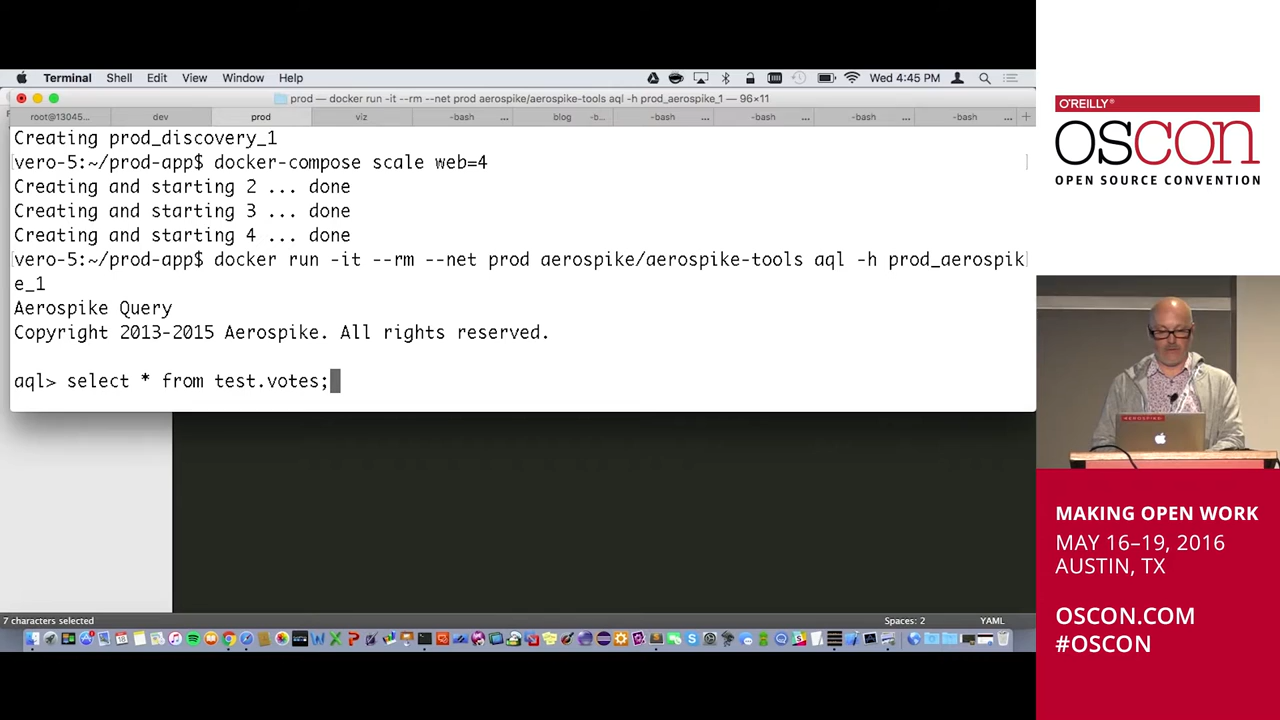 Terminal Shell Edit View Window Help Wed 4:45 PM
prod — docker run -it --rm --net prod aerospike/aerospike-tools aql -h prod_aerospike_1 — 96×11
root@13045... dev prod viz -bash ... -bash ... blog -b... -bash ... -bash ... -bash ... -bash ...
Creating prod_discovery_1
vero-5:~/prod-app$ docker-compose scale web=4
Creating and starting 2 ... done
Creating and starting 3 ... done
Creating and starting 4 ... done
vero-5:~/prod-app$ docker run -it --rm --net prod aerospike/aerospike-tools aql -h prod_aerospik
e_1
Aerospike Query
Copyright 2013-2015 Aerospike. All rights reserved.
aql> select * from test.votes;
7 characters selected Spaces: 2 YAML
O'REILLY®
OSCON™
OPEN SOURCE CONVENTION
AEROSPIKE
MAKING OPEN WORK
MAY 16–19, 2016
AUSTIN, TX
OSCON.COM
#OSCON